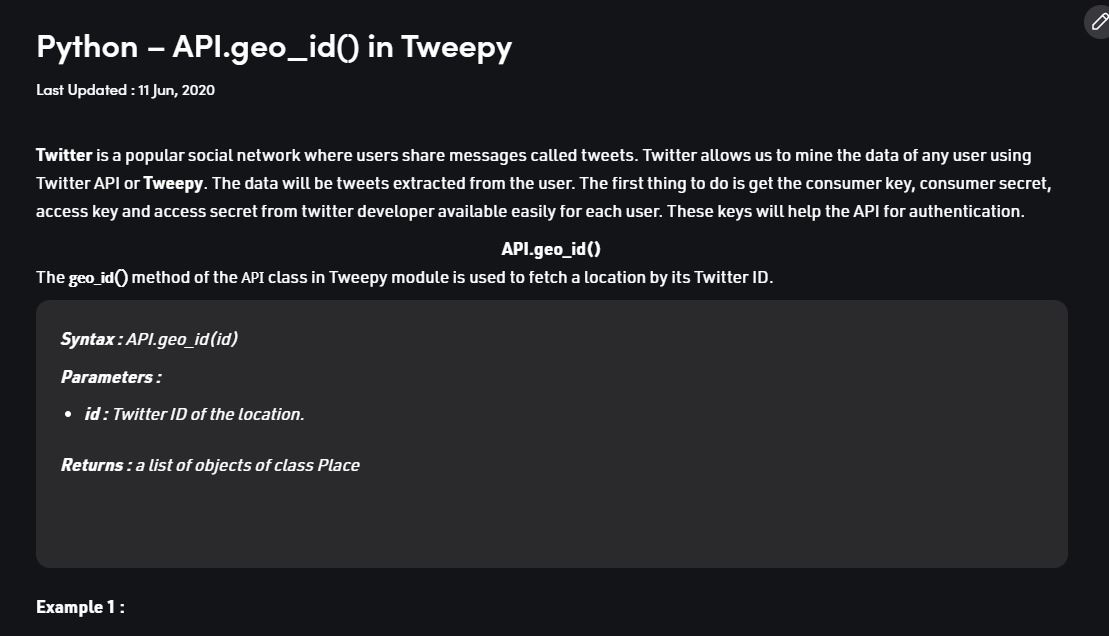 Python – API.geo_id() in Tweepy
Last Updated : 11 Jun, 2020
Twitter is a popular social network where users share messages called tweets. Twitter allows us to mine the data of any user using
Twitter API or Tweepy. The data will be tweets extracted from the user. The first thing to do is get the consumer key, consumer secret,
access key and access secret from twitter developer available easily for each user. These keys will help the API for authentication.
API.geo_id()
The geo_id() method of the API class in Tweepy module is used to fetch a location by its Twitter ID.
Syntax : API.geo_id(id)
Parameters :
• id : Twitter ID of the location.
Returns : a list of objects of class Place
Example 1 :